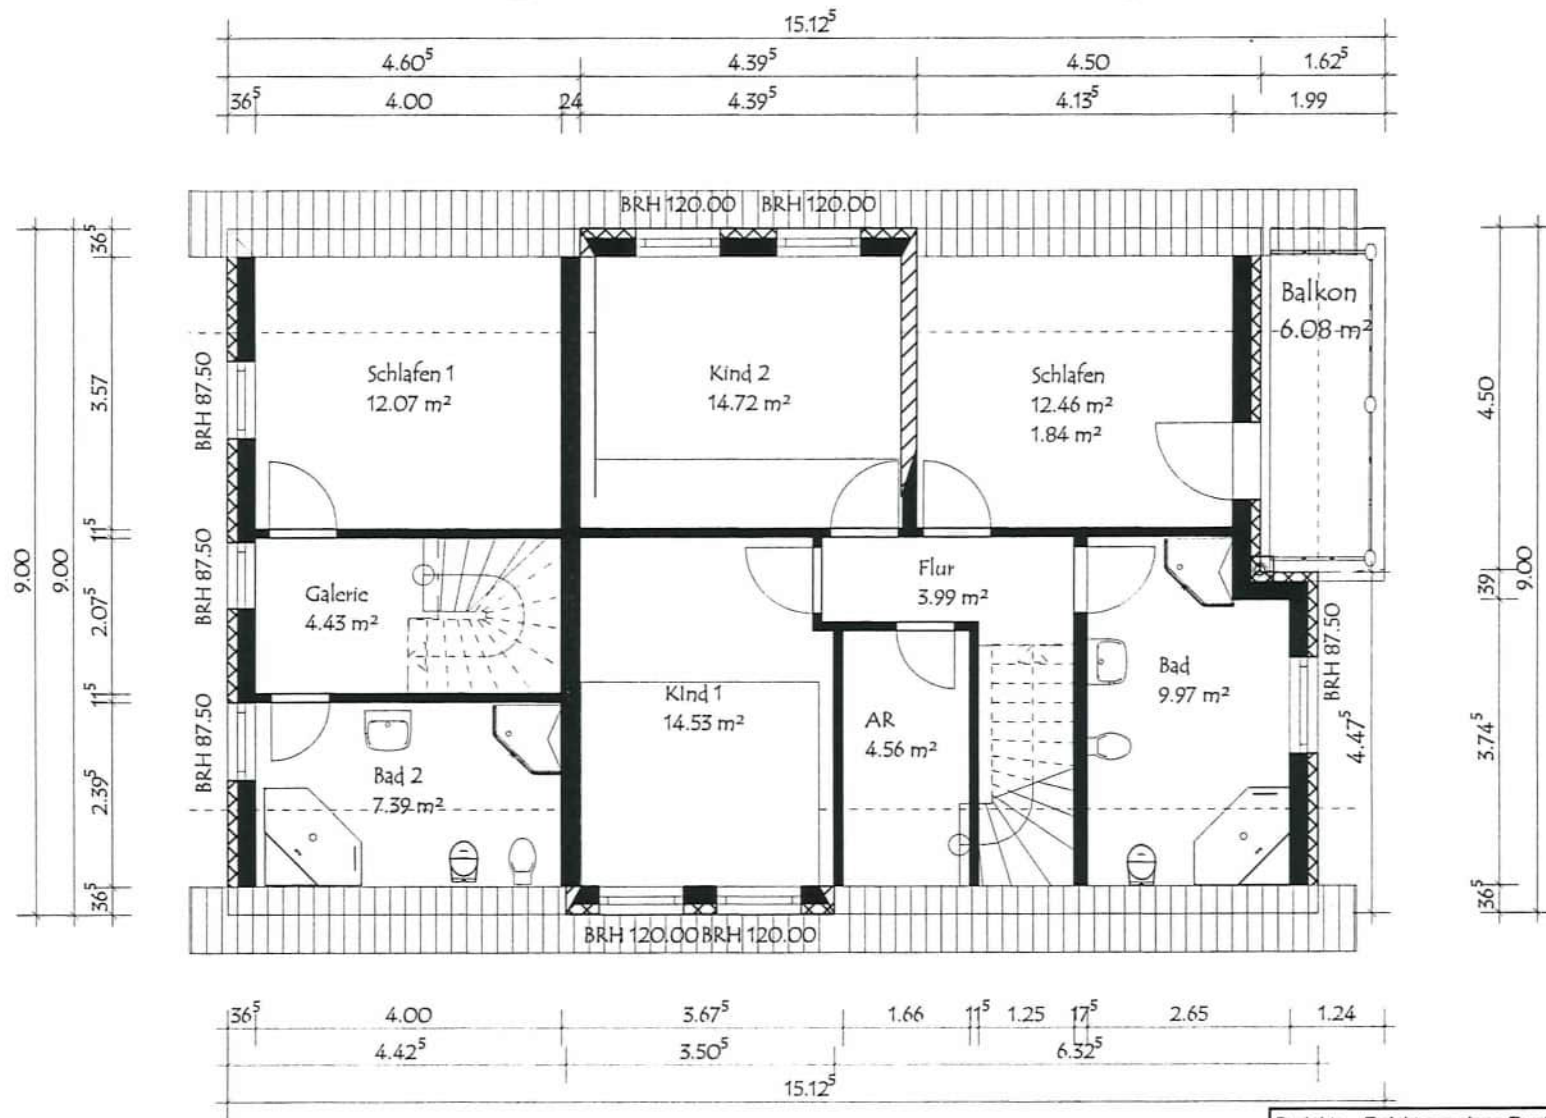 15.12⁵
4.60⁵ 4.39⁵ 4.50 1.62⁵
36⁵ 4.00 24 4.39⁵ 4.13⁵ 1.99
BRH 120.00 BRH 120.00
36⁵
3.57
11⁵
2.07⁵
11⁵
2.39⁵
36⁵
9.00
9.00
BRH 87.50
BRH 87.50
BRH 87.50
Schlafen 1
12.07 m²
Kind 2
14.72 m²
Schlafen
12.46 m²
1.84 m²
Balkon
6.08 m²
Galerie
4.43 m²
Flur
3.99 m²
Bad 2
7.39 m²
KInd 1
14.53 m²
AR
4.56 m²
Bad
9.97 m²
BRH 87.50
4.47⁵
4.50
39
3.74⁵
36⁵
9.00
BRH 120.00 BRH 120.00
36⁵ 4.00 3.67⁵ 1.66 11⁵ 1.25 17⁵ 2.65 1.24
4.42⁵ 3.50⁵ 6.32⁵
15.12⁵